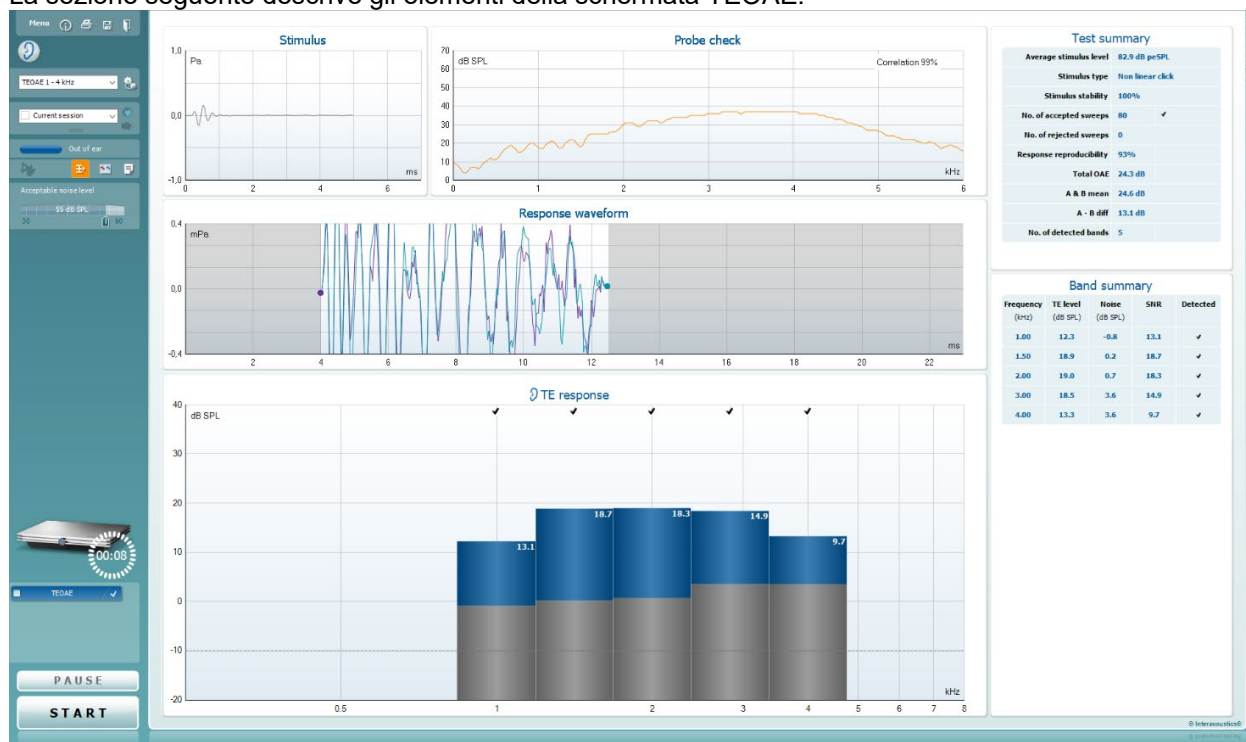 La sezione seguente descrive gli elementi della schermata TEOAE.
Menu
TEOAE 1 - 4 kHz
Current session
Out of ear
Acceptable noise level
55 dB SPL
30 60
00:08
TEOAE
PAUSE
START
Stimulus
1,0
Pa
0,0
-1,0
ms
0 2 4 6
Probe check
70
dB SPL
Correlation 99%
60
50
40
30
20
10
0
kHz
0 1 2 3 4 5 6
Response waveform
0,4
mPa
0,0
-0,4
ms
2 4 6 8 10 12 14 16 18 20 22
TE response
40
dB SPL
30
20
18.7 18.3 14.9
13.1 9.7
10
0
-10
-20
kHz
0.5 1 2 3 4 5 6 7 8
Test summary
Average stimulus level 82.9 dB peSPL
Stimulus type Non linear click
Stimulus stability 100%
No. of accepted sweeps 80 ✔
No. of rejected sweeps 0
Response reproducibility 93%
Total OAE 24.3 dB
A & B mean 24.6 dB
A - B diff 13.1 dB
No. of detected bands 5
Band summary
Frequency TE level Noise SNR Detected
(kHz) (dB SPL) (dB SPL)
1.00 12.3 -0.8 13.1 ✔
1.50 18.9 0.2 18.7 ✔
2.00 19.0 0.7 18.3 ✔
3.00 18.5 3.6 14.9 ✔
4.00 13.3 3.6 9.7 ✔
© Interacoustics®